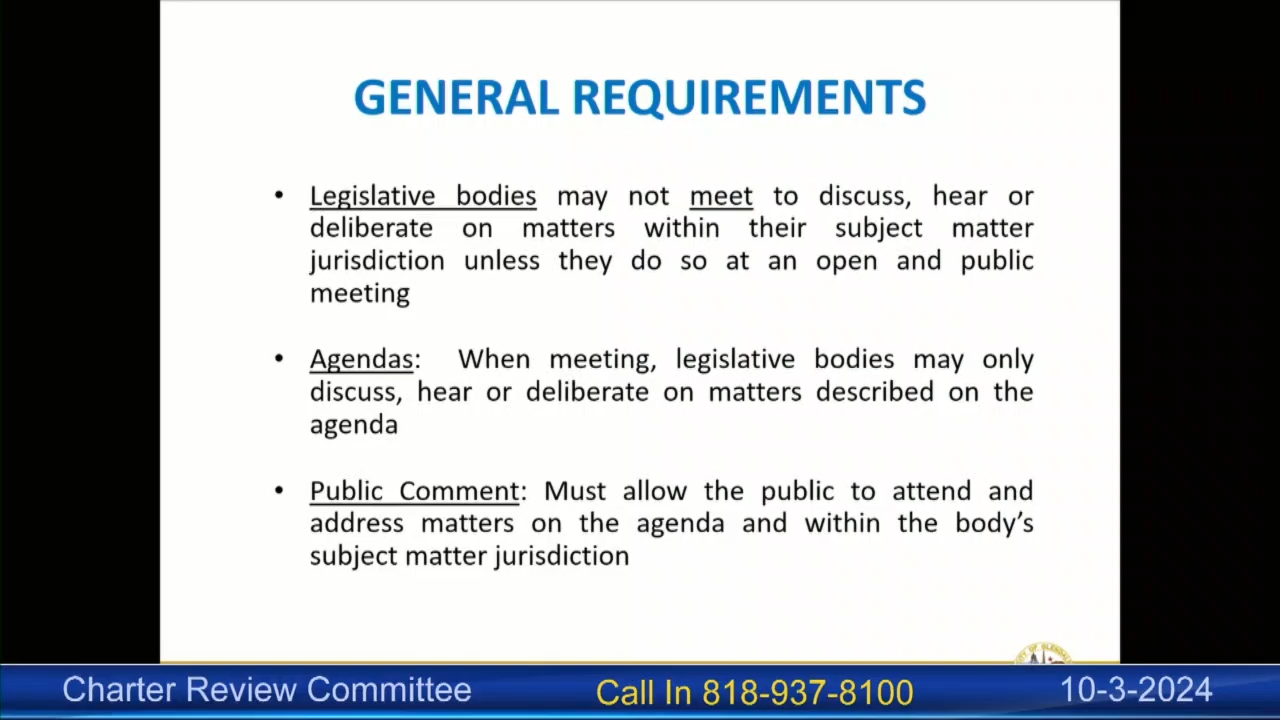 GENERAL REQUIREMENTS
• Legislative bodies may not meet to discuss, hear or
deliberate on matters within their subject matter
jurisdiction unless they do so at an open and public
meeting
• Agendas: When meeting, legislative bodies may only
discuss, hear or deliberate on matters described on the
agenda
• Public Comment: Must allow the public to attend and
address matters on the agenda and within the body's
subject matter jurisdiction
Charter Review Committee
Call In 818-937-8100
10-3-2024